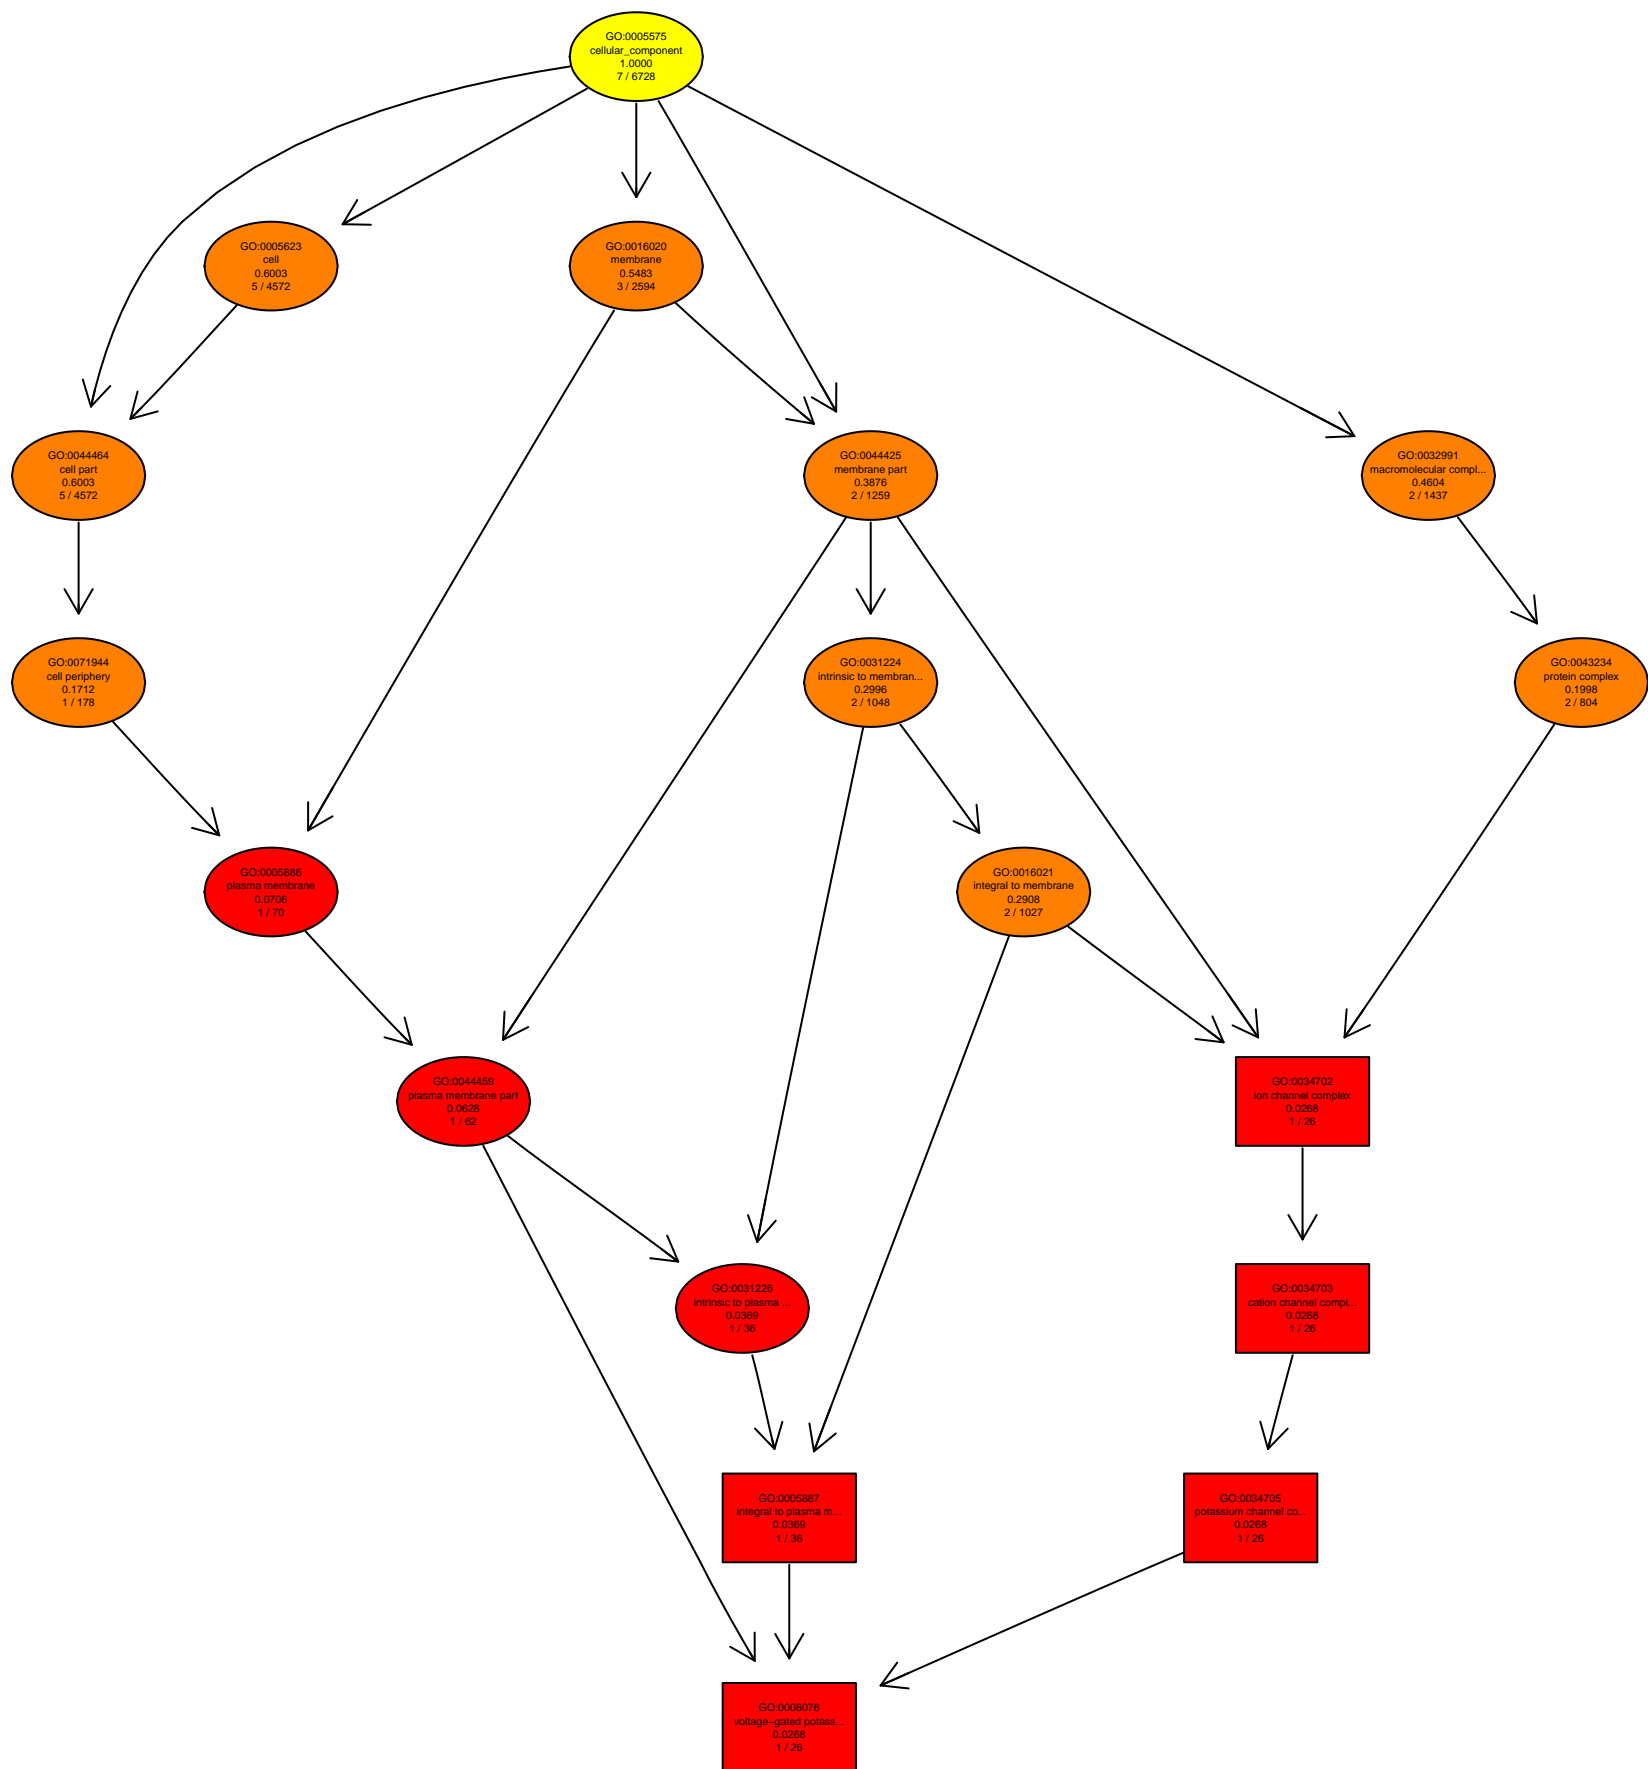 GO:0005575
cellular_component
1.0000
7 / 6728
GO:0005623
cell
0.6003
5 / 4572
GO:0016020
membrane
0.5483
3 / 2594
GO:0044464
cell part
0.6003
5 / 4572
GO:0044425
membrane part
0.3876
2 / 1259
GO:0032991
macromolecular compl...
0.4604
2 / 1437
GO:0071944
cell periphery
0.1712
1 / 178
GO:0031224
intrinsic to membran...
0.2996
2 / 1048
GO:0043234
protein complex
0.1998
2 / 804
GO:0005886
plasma membrane
0.0706
1 / 70
GO:0016021
integral to membrane
0.2908
2 / 1027
GO:0044459
plasma membrane part
0.0628
1 / 62
GO:0034702
ion channel complex
0.0268
1 / 26
GO:0031226
intrinsic to plasma ...
0.0369
1 / 36
GO:0034703
cation channel compl...
0.0268
1 / 26
GO:0005887
integral to plasma m...
0.0369
1 / 36
GO:0034705
potassium channel co...
0.0268
1 / 26
GO:0008076
voltage−gated potass...
0.0268
1 / 26